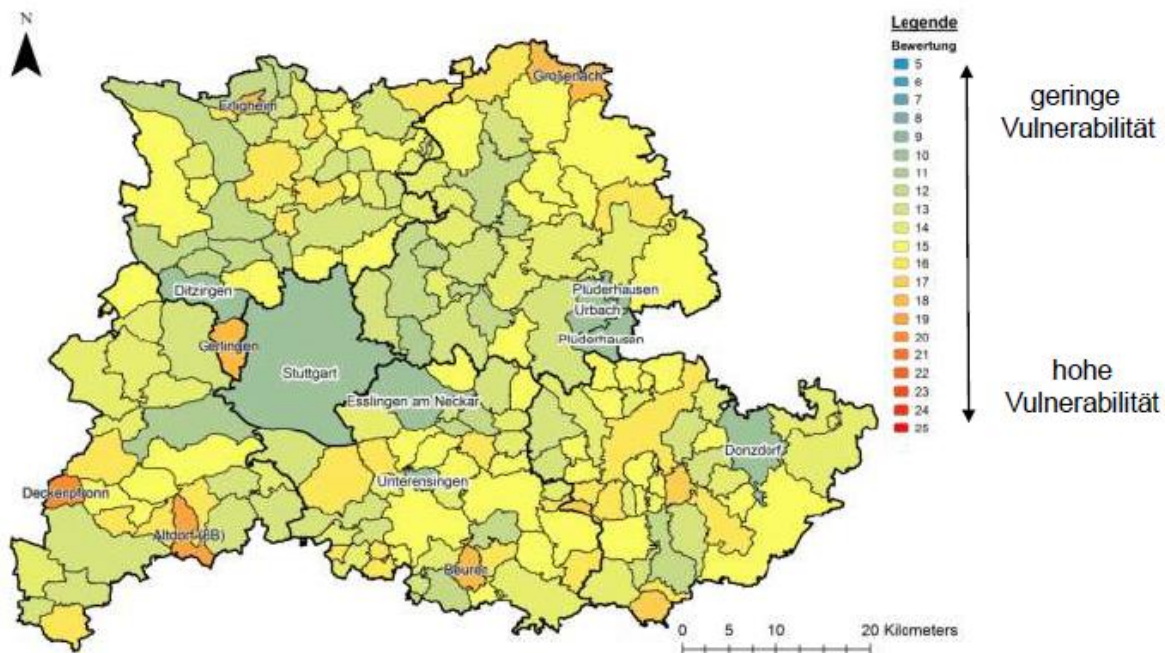 N
Großerlach
Erligheim
Ditzingen
Plüderhausen
Urbach
Plüderhausen
Gerlingen
Stuttgart
Esslingen am Neckar
Donzdorf
Unterensingen
Deckenpfronn
Altdorf (BB)
Beuren
Legende
Bewertung
5
6
7
8
9
10
11
12
13
14
15
16
17
18
19
20
21
22
23
24
25
geringe
Vulnerabilität
hohe
Vulnerabilität
0 5 10 20 Kilometers